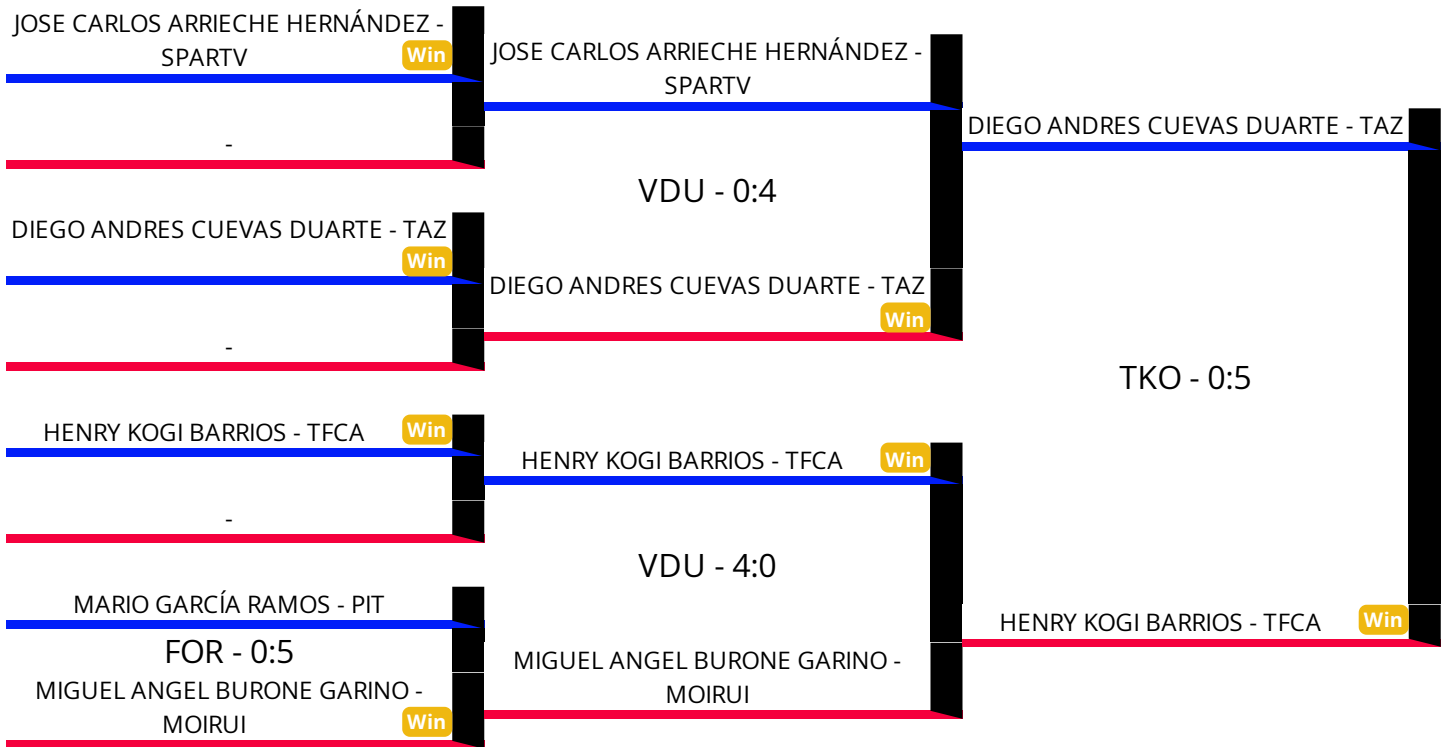 JOSE CARLOS ARRIECHE HERNÁNDEZ -
SPARTV
Win
-
DIEGO ANDRES CUEVAS DUARTE - TAZ
Win
-
HENRY KOGI BARRIOS - TFCA
Win
-
MARIO GARCÍA RAMOS - PIT
FOR - 0:5
MIGUEL ANGEL BURONE GARINO -
MOIRUI
Win
JOSE CARLOS ARRIECHE HERNÁNDEZ -
SPARTV
VDU - 0:4
DIEGO ANDRES CUEVAS DUARTE - TAZ
Win
HENRY KOGI BARRIOS - TFCA
Win
VDU - 4:0
MIGUEL ANGEL BURONE GARINO -
MOIRUI
DIEGO ANDRES CUEVAS DUARTE - TAZ
TKO - 0:5
HENRY KOGI BARRIOS - TFCA
Win